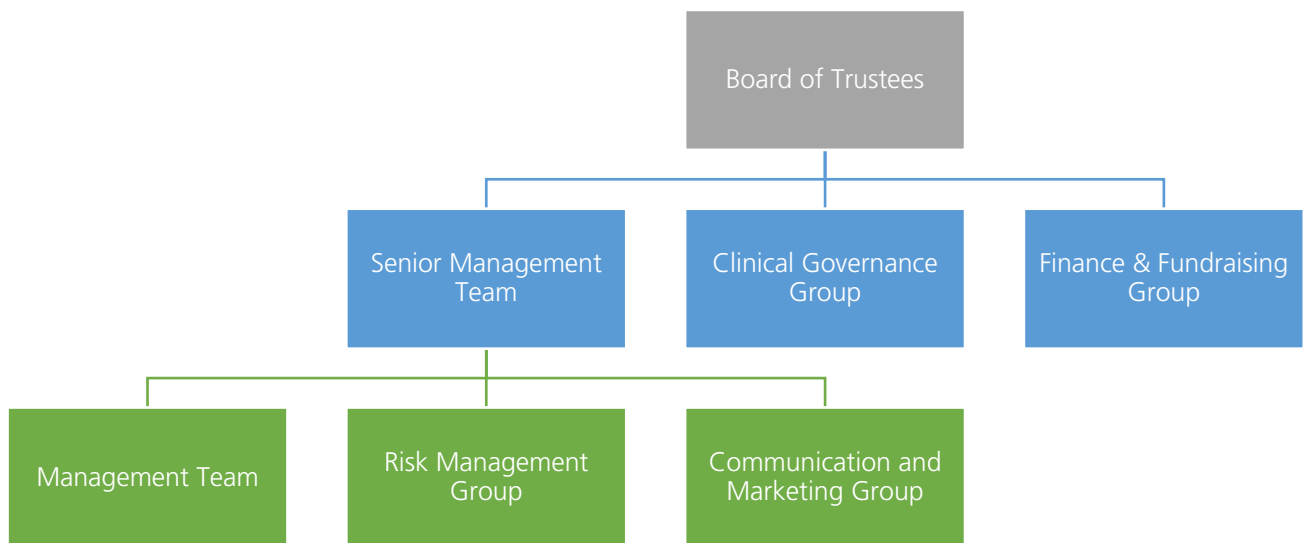 Board of Trustees
Senior Management
Team
Clinical Governance
Group
Finance & Fundraising
Group
Management Team
Risk Management
Group
Communication and
Marketing Group